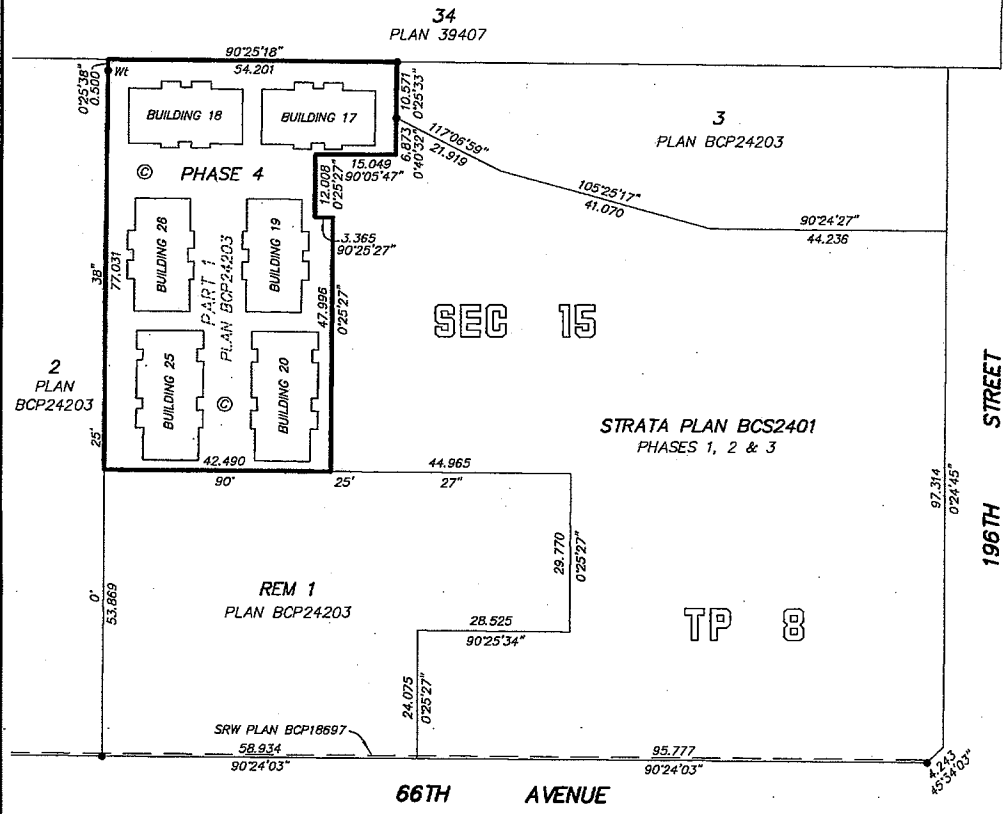 34
PLAN 39407
90°25'18"
54.201
0°25'38"
0.500
Wt
BUILDING 18
BUILDING 17
10.571
0°25'33"
3
PLAN BCP24203
6.873
0°40'32"
117°06'59"
21.919
15.049
90°05'47"
© PHASE 4
12.008
0°25'27"
105°25'17"
41.070
90°24'27"
44.236
3.365
90°25'27"
BUILDING 26
BUILDING 19
PART 1
PLAN BCP24203
38"
77.031
47.996
0°25'27"
SEC 15
2
PLAN
BCP24203
BUILDING 25
©
BUILDING 20
STRATA PLAN BCS2401
PHASES 1, 2 & 3
196TH STREET
25'
42.490
90' 25' 27"
44.965
97.314
0°24'45"
29.770
0°25'27"
0'
53.869
REM 1
PLAN BCP24203
28.525
90°25'34"
TP 8
24.075
0°25'27"
SRW PLAN BCP18697
58.934
90°24'03"
95.777
90°24'03"
4.243
45°34'03"
66TH AVENUE